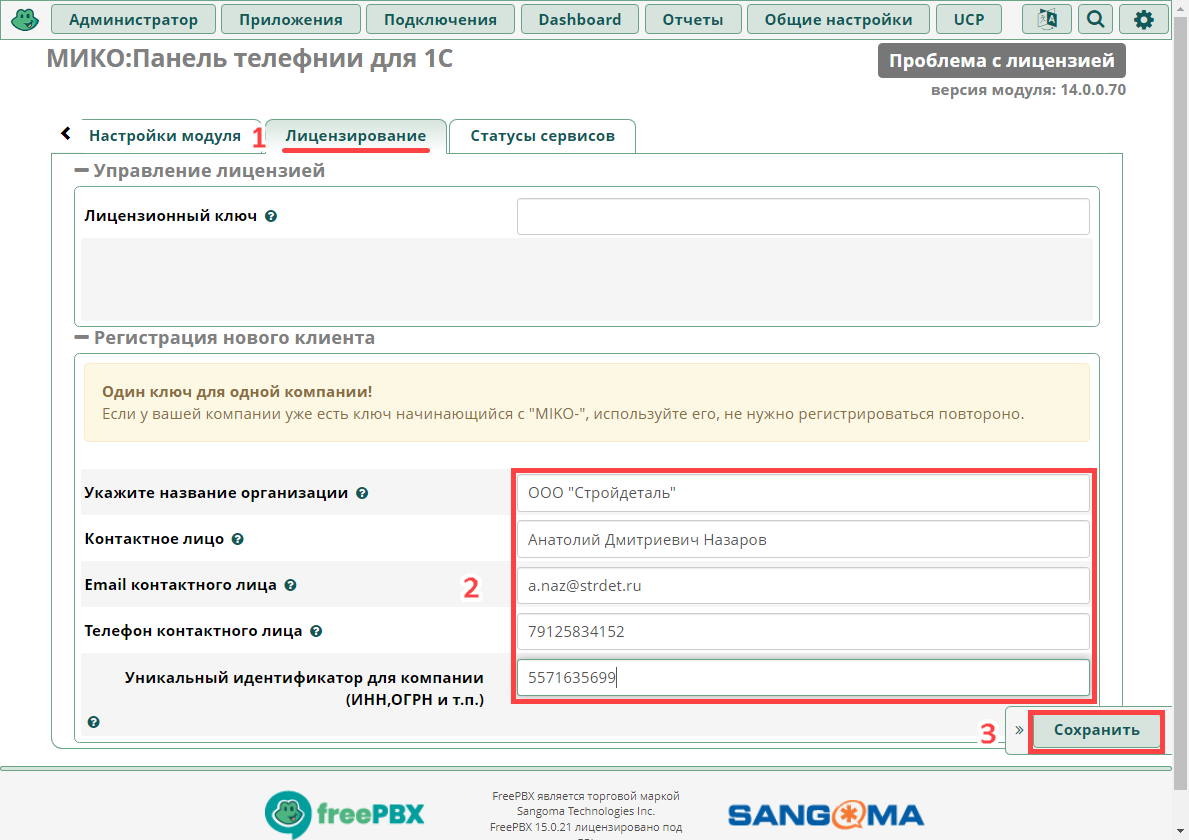 Администратор Приложения Подключения Dashboard Отчеты Общие настройки UCP
МИКО:Панель телефнии для 1С
Проблема с лицензией
версия модуля: 14.0.0.70
Настройки модуля 1 Лицензирование Статусы сервисов
Управление лицензией
Лицензионный ключ
Регистрация нового клиента
Один ключ для одной компании!
Если у вашей компании уже есть ключ начинающийся с "MIKO-", используйте его, не нужно регистрироваться повтороно.
Укажите название организации ООО "Стройдеталь"
Контактное лицо Анатолий Дмитриевич Назаров
Email контактного лица 2 a.naz@strdet.ru
Телефон контактного лица 79125834152
Уникальный идентификатор для компании 5571635699
(ИНН,ОГРН и т.п.)
3 » Сохранить
freePBX
FreePBX является торговой маркой
Sangoma Technologies Inc.
FreePBX 15.0.21 лицензировано под
SANGOMA